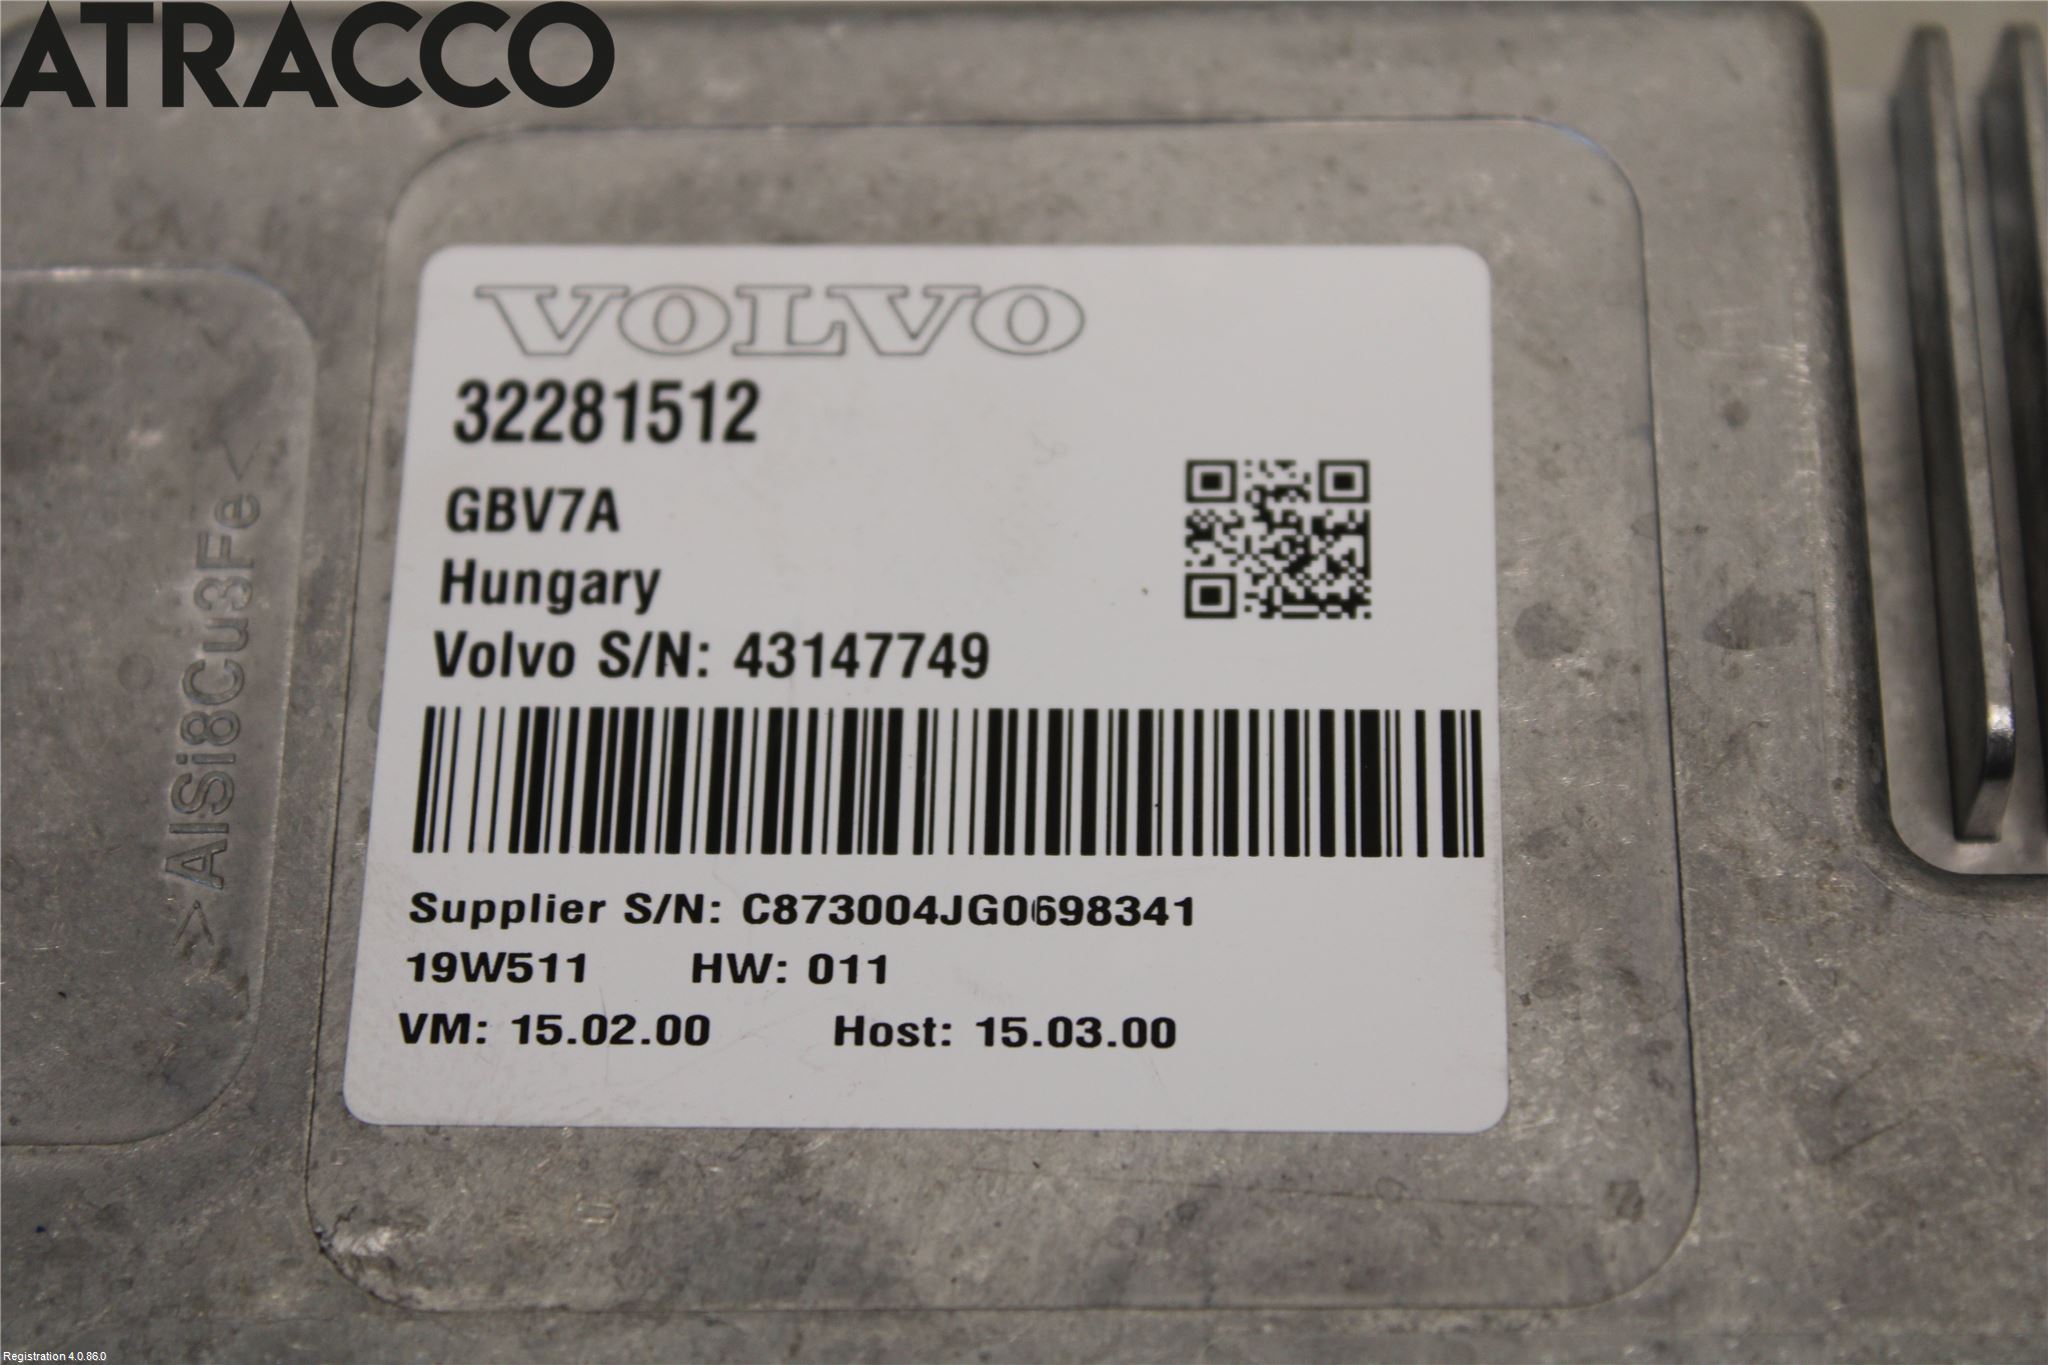 ATRACCO
VOLVO
32281512
GBV7A
Hungary
Volvo S/N: 43147749
Supplier S/N: C873004JG0698341
19W511 HW: 011
VM: 15.02.00 Host: 15.03.00
>AlSi8Cu3Fe<
Registration 4.0.86.0